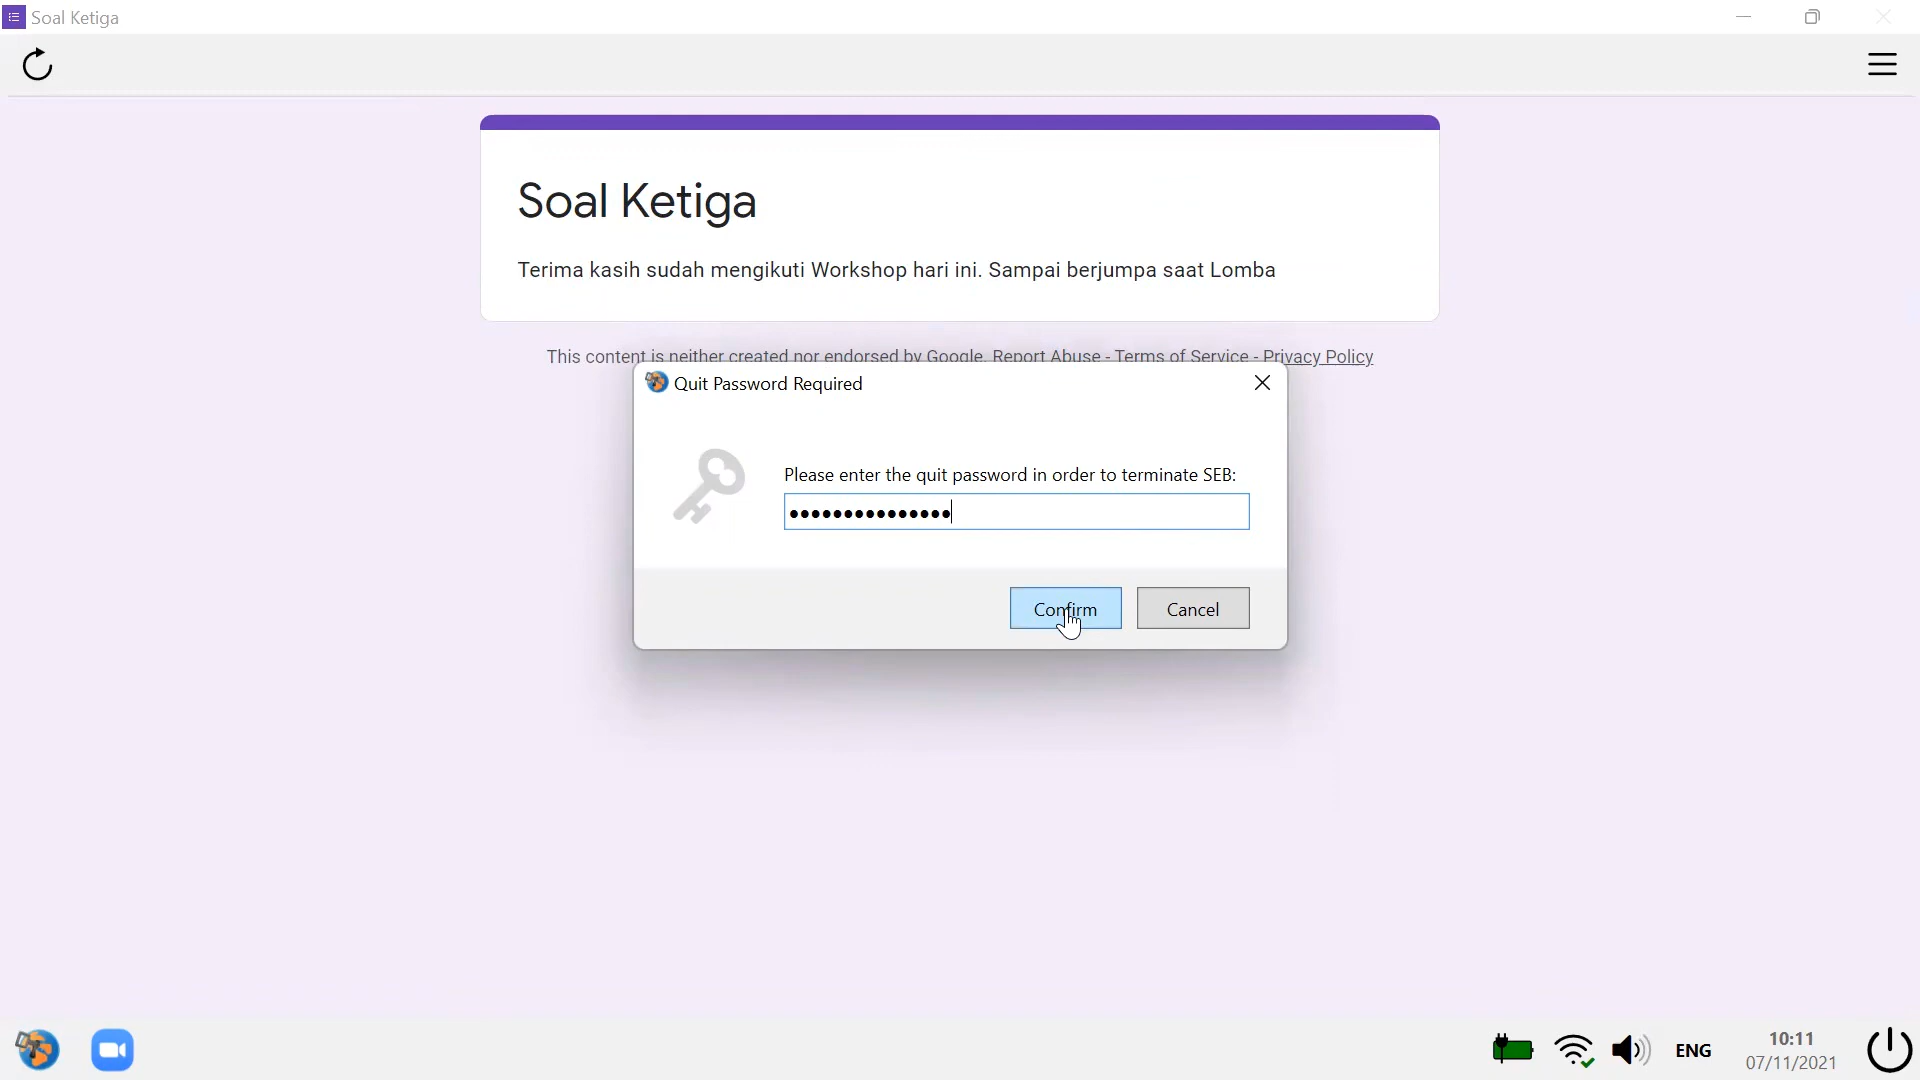 Soal Ketiga
Soal Ketiga
Terima kasih sudah mengikuti Workshop hari ini. Sampai berjumpa saat Lomba
This content is neither created nor endorsed by Google. Report Abuse - Terms of Service - Privacy Policy
Quit Password Required
Please enter the quit password in order to terminate SEB:
Confirm
Cancel
ENG
10:11
07/11/2021